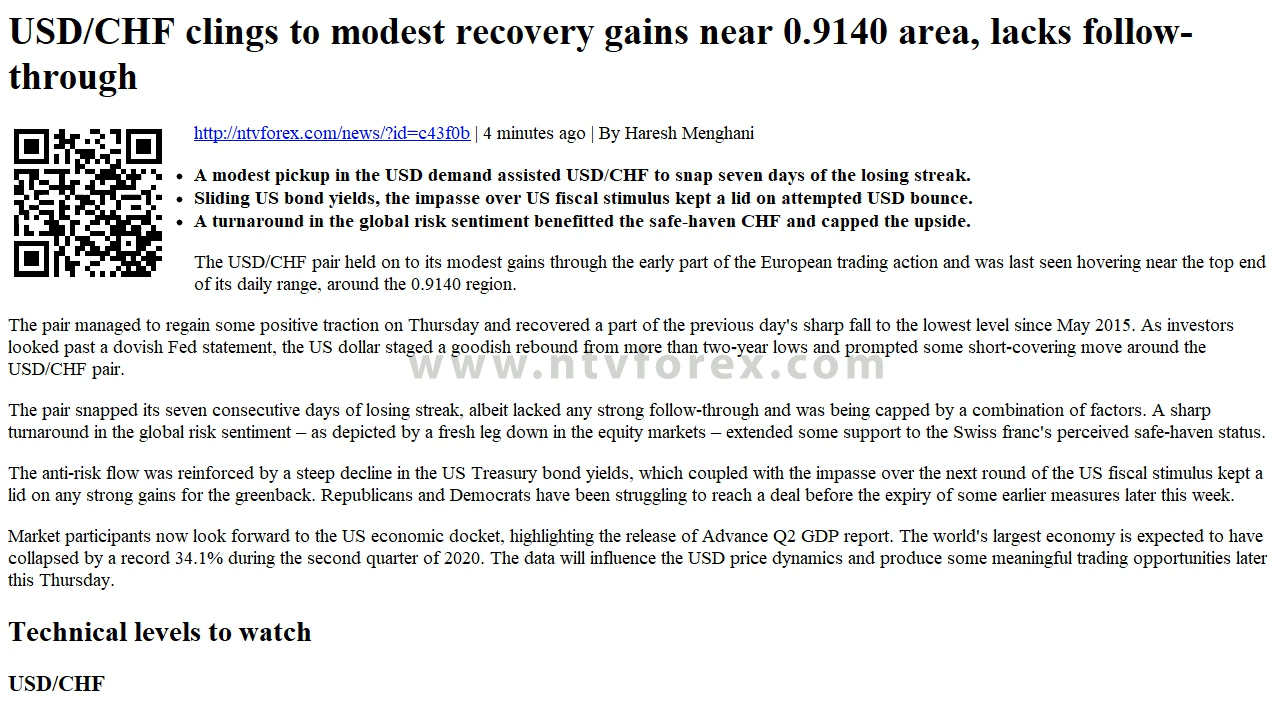 USD/CHF clings to modest recovery gains near 0.9140 area, lacks follow-
through
http://ntvforex.com/news/?id=c43f0b | 4 minutes ago | By Haresh Menghani
• A modest pickup in the USD demand assisted USD/CHF to snap seven days of the losing streak.
• Sliding US bond yields, the impasse over US fiscal stimulus kept a lid on attempted USD bounce.
• A turnaround in the global risk sentiment benefitted the safe-haven CHF and capped the upside.
The USD/CHF pair held on to its modest gains through the early part of the European trading action and was last seen hovering near the top end
of its daily range, around the 0.9140 region.
The pair managed to regain some positive traction on Thursday and recovered a part of the previous day's sharp fall to the lowest level since May 2015. As investors
looked past a dovish Fed statement, the US dollar staged a goodish rebound from more than two-year lows and prompted some short-covering move around the
USD/CHF pair.
www.ntvforex.com
The pair snapped its seven consecutive days of losing streak, albeit lacked any strong follow-through and was being capped by a combination of factors. A sharp
turnaround in the global risk sentiment – as depicted by a fresh leg down in the equity markets – extended some support to the Swiss franc's perceived safe-haven status.
The anti-risk flow was reinforced by a steep decline in the US Treasury bond yields, which coupled with the impasse over the next round of the US fiscal stimulus kept a
lid on any strong gains for the greenback. Republicans and Democrats have been struggling to reach a deal before the expiry of some earlier measures later this week.
Market participants now look forward to the US economic docket, highlighting the release of Advance Q2 GDP report. The world's largest economy is expected to have
collapsed by a record 34.1% during the second quarter of 2020. The data will influence the USD price dynamics and produce some meaningful trading opportunities later
this Thursday.
Technical levels to watch
USD/CHF